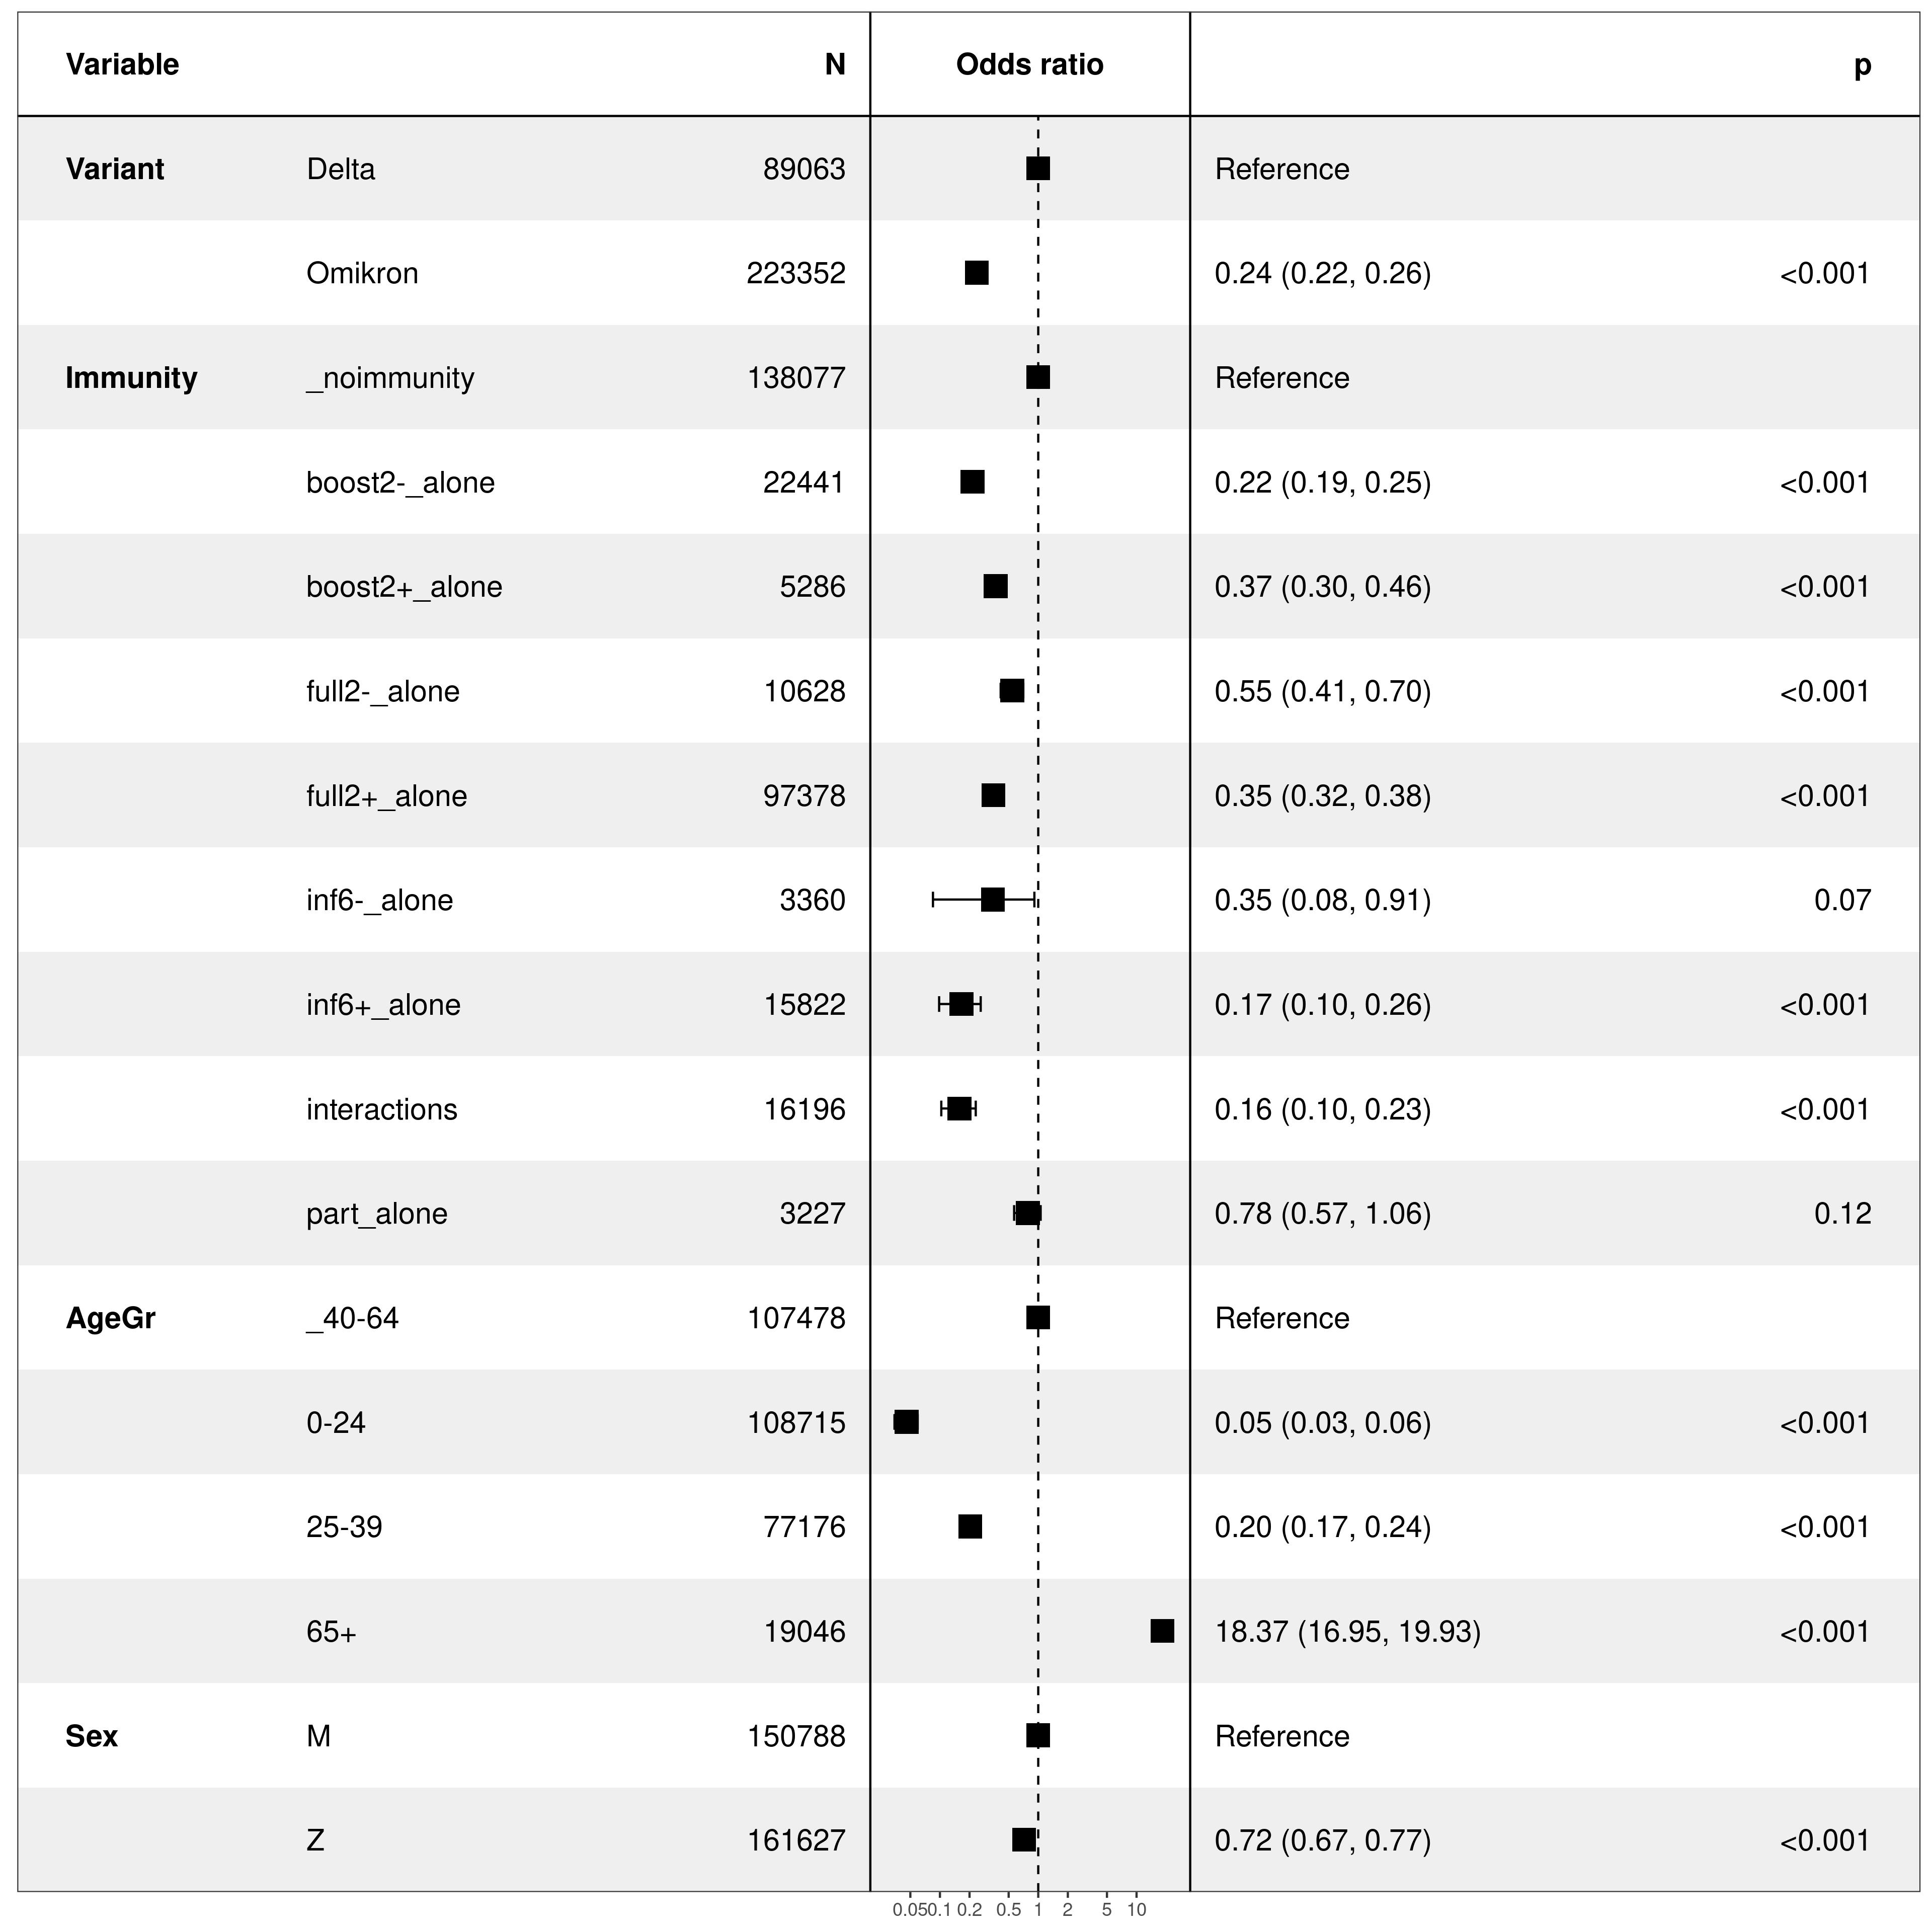 Variable N Odds ratio p
Variant Delta 89063 Reference
Omikron 223352 0.24 (0.22, 0.26) <0.001
Immunity _noimmunity 138077 Reference
boost2-_alone 22441 0.22 (0.19, 0.25) <0.001
boost2+_alone 5286 0.37 (0.30, 0.46) <0.001
full2-_alone 10628 0.55 (0.41, 0.70) <0.001
full2+_alone 97378 0.35 (0.32, 0.38) <0.001
inf6-_alone 3360 0.35 (0.08, 0.91) 0.07
inf6+_alone 15822 0.17 (0.10, 0.26) <0.001
interactions 16196 0.16 (0.10, 0.23) <0.001
part_alone 3227 0.78 (0.57, 1.06) 0.12
AgeGr _40-64 107478 Reference
0-24 108715 0.05 (0.03, 0.06) <0.001
25-39 77176 0.20 (0.17, 0.24) <0.001
65+ 19046 18.37 (16.95, 19.93) <0.001
Sex M 150788 Reference
Z 161627 0.72 (0.67, 0.77) <0.001
0.05 0.1 0.2 0.5 1 2 5 10